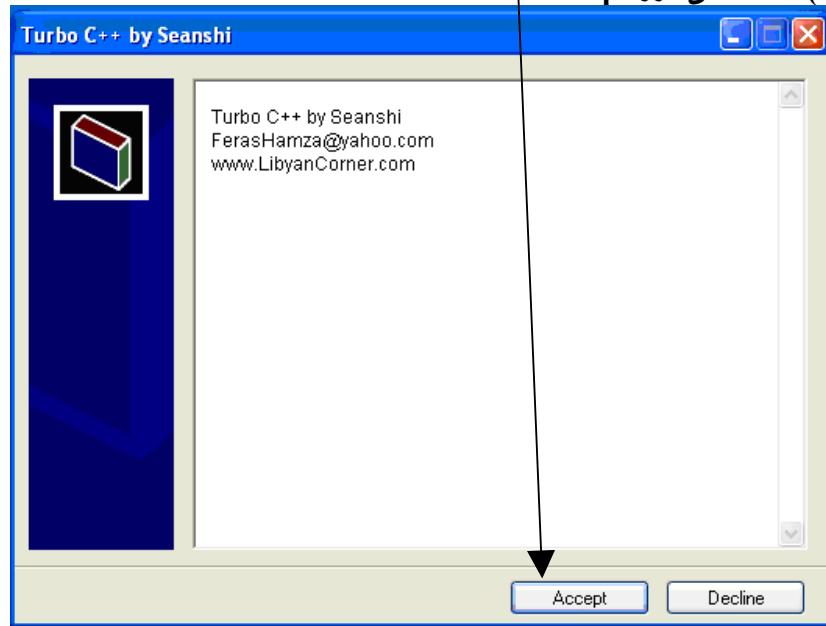 Turbo C++ by Seanshi
Turbo C++ by Seanshi
FerasHamza@yahoo.com
www.LibyanCorner.com
Accept
Decline